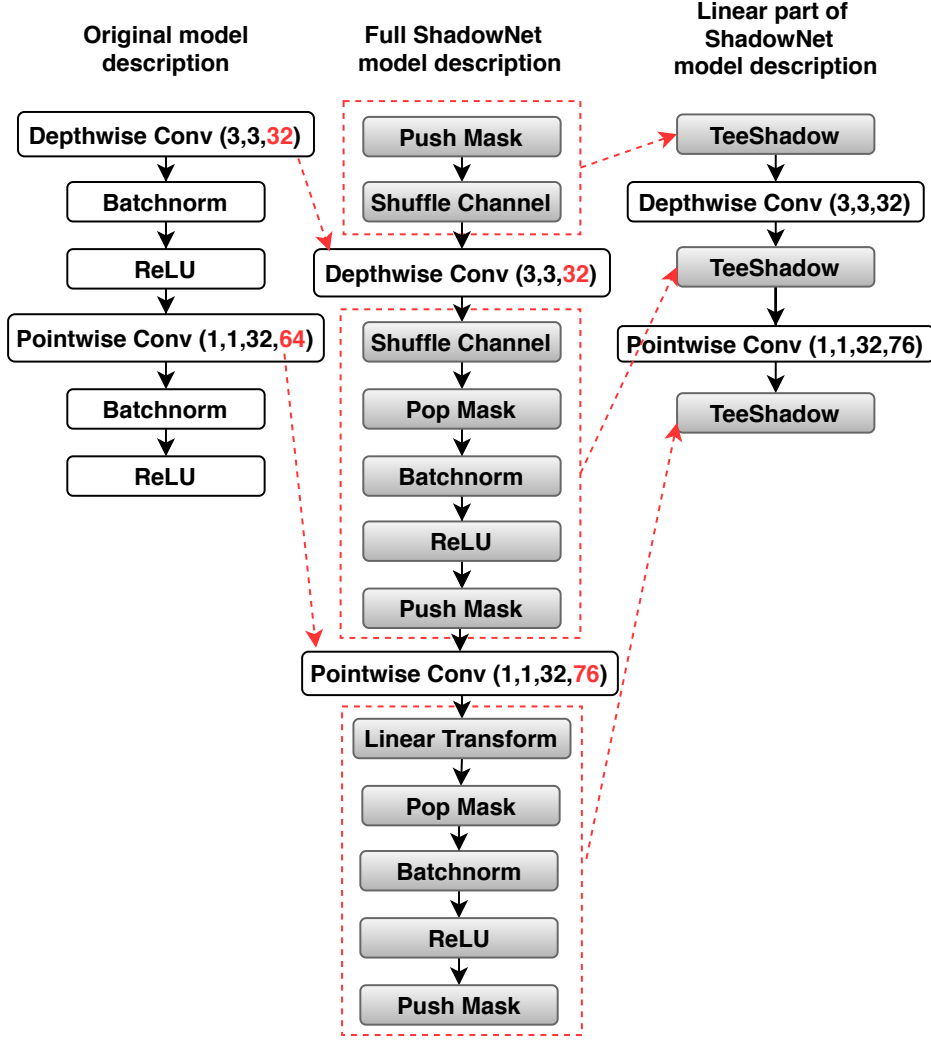 Original model
description
Depthwise Conv (3,3,32)
Batchnorm
ReLU
Pointwise Conv (1,1,32,64)
Batchnorm
ReLU
Full ShadowNet
model description
Push Mask
Shuffle Channel
Depthwise Conv (3,3,32)
Shuffle Channel
Pop Mask
Batchnorm
ReLU
Push Mask
Pointwise Conv (1,1,32,76)
Linear Transform
Pop Mask
Batchnorm
ReLU
Push Mask
Linear part of
ShadowNet
model description
TeeShadow
Depthwise Conv (3,3,32)
TeeShadow
Pointwise Conv (1,1,32,76)
TeeShadow